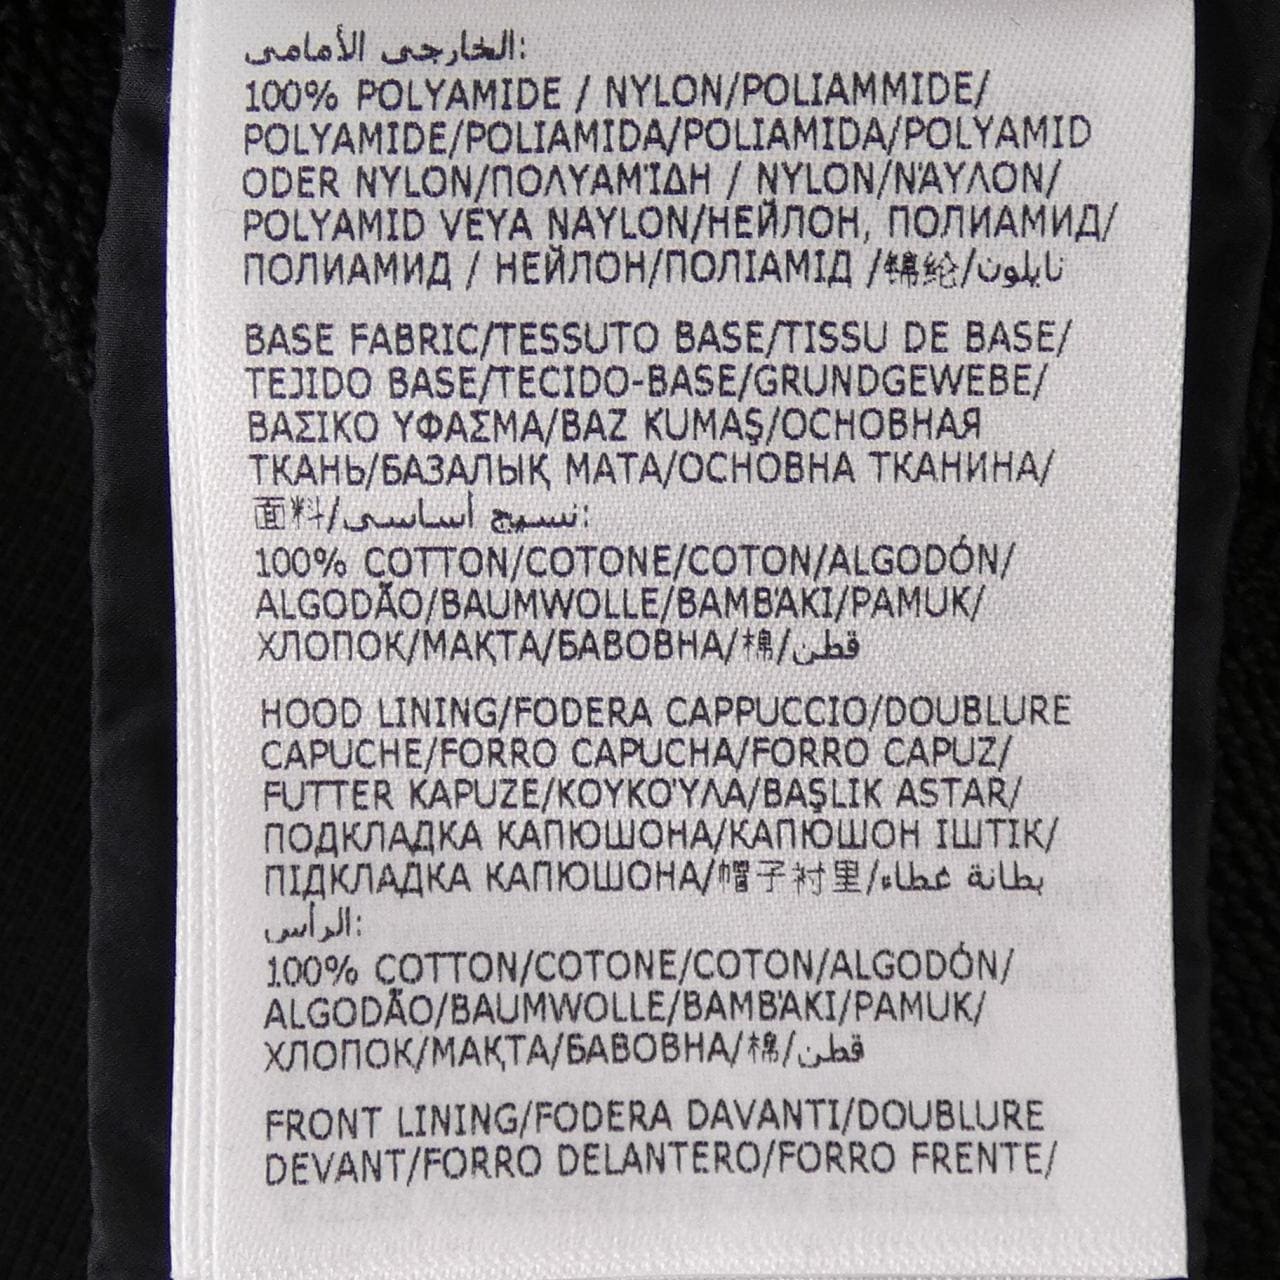 الخارجي الأمامي:
100% POLYAMIDE / NYLON/POLIAMMIDE/
POLYAMIDE/POLIAMIDA/POLIAMIDA/POLYAMID
ODER NYLON/ΠΟΛΥΑΜΊΔΗ / NYLON/ΝΆΥΛΟΝ/
POLYAMID VEYA NAYLON/НЕЙЛОН, ПОЛИАМИД/
ПОЛИАМИД / НЕЙЛОН/ПОЛІАМІД /锦纶/نايلون
BASE FABRIC/TESSUTO BASE/TISSU DE BASE/
TEJIDO BASE/TECIDO-BASE/GRUNDGEWEBE/
ΒΑΣΙΚΟ ΥΦΑΣΜΑ/BAZ KUMAŞ/ОСНОВНАЯ
ТКАНЬ/БАЗАЛЫҚ МАТА/ОСНОВНА ТКАНИНА/
面料/نسيج أساسي:
100% COTTON/COTONE/COTON/ALGODÓN/
ALGODÃO/BAUMWOLLE/ΒΑΜΒΆΚΙ/PAMUK/
ХЛОПОК/МАҚТА/БАВОВНА/棉/قطن
HOOD LINING/FODERA CAPPUCCIO/DOUBLURE
CAPUCHE/FORRO CAPUCHA/FORRO CAPUZ/
FUTTER KAPUZE/ΚΟΥΚΟΎΛΑ/BAŞLIK ASTAR/
ПОДКЛАДКА КАПЮШОНА/КАПЮШОН ІШТІК/
ПІДКЛАДКА КАПЮШОНА/帽子衬里/بطانة غطاء
الرأس:
100% COTTON/COTONE/COTON/ALGODÓN/
ALGODÃO/BAUMWOLLE/ΒΑΜΒΆΚΙ/PAMUK/
ХЛОПОК/МАҚТА/БАВОВНА/棉/قطن
FRONT LINING/FODERA DAVANTI/DOUBLURE
DEVANT/FORRO DELANTERO/FORRO FRENTE/